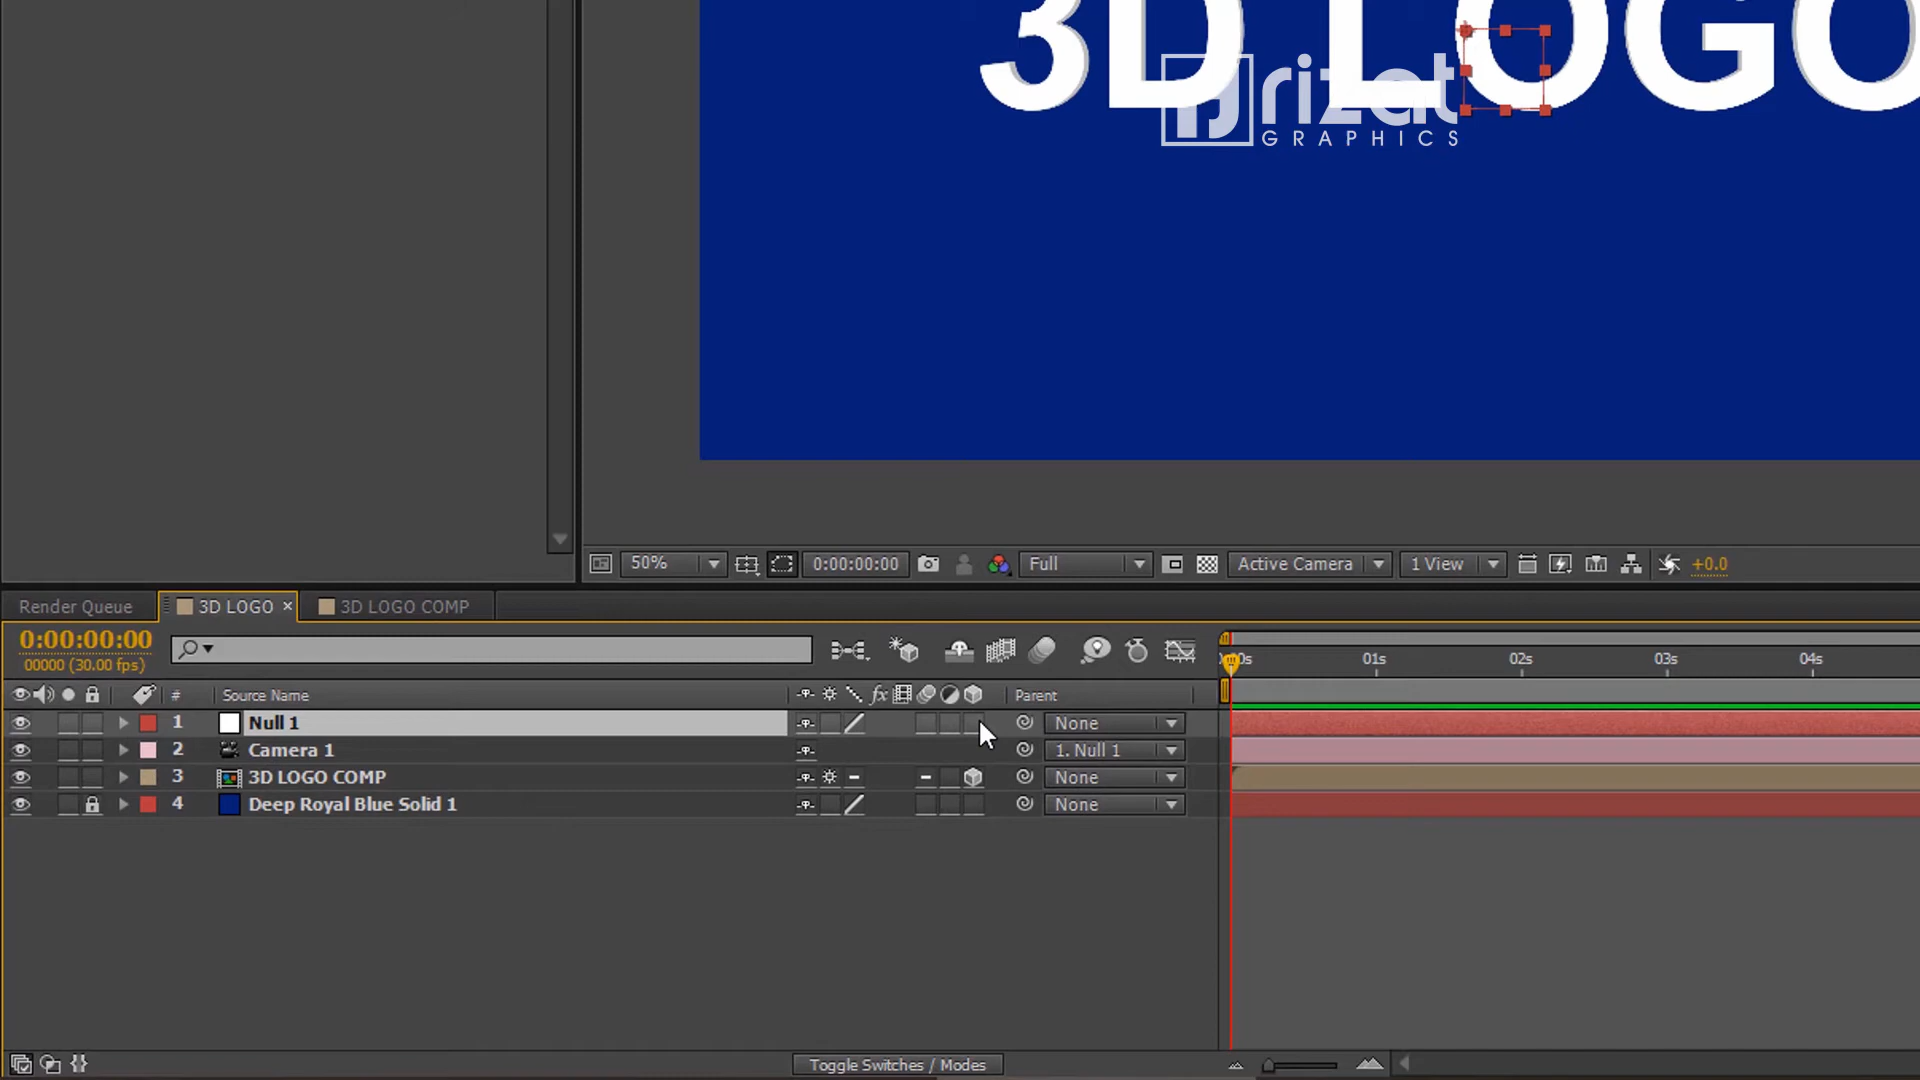 3D LOGO
rizat
GRAPHICS
50%
0:00:00:00
Full
Active Camera
1 View
+0.0
Render Queue
3D LOGO ×
3D LOGO COMP
0:00:00:00
00000 (30.00 fps)
01s
02s
03s
04s
#
Source Name
fx
Parent
1
Null 1
None
2
Camera 1
1. Null 1
3
3D LOGO COMP
None
4
Deep Royal Blue Solid 1
None
Toggle Switches / Modes